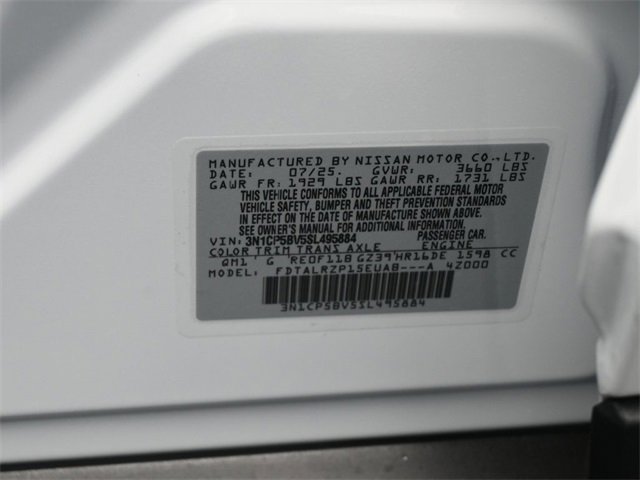 MANUFACTURED BY NISSAN MOTOR CO.,LTD.
DATE: 07/25. GVWR: 3660 LBS
GAWR FR: 1929 LBS GAWR RR: 1731 LBS
THIS VEHICLE CONFORMS TO ALL APPLICABLE FEDERAL MOTOR
VEHICLE SAFETY, BUMPER AND THEFT PREVENTION STANDARDS
IN EFFECT ON THE DATE OF MANUFACTURE SHOWN ABOVE.
SEE OWNER'S MANUAL FOR ADDITIONAL INFORMATION.
VIN: 3N1CP5BV5SL495884 PASSENGER CAR.
COLOR TRIM TRANS AXLE ENGINE
QM1 G RE0F11B GZ39 HR16DE 1598 CC
MODEL: FDTALRZP15EUAB---A 4Z000
3N1CP5BV5SL495884